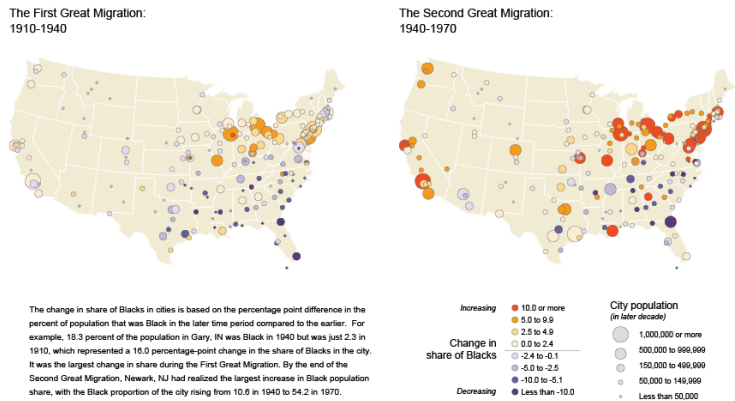 The First Great Migration:
1910-1940
The Second Great Migration:
1940-1970
The change in share of Blacks in cities is based on the percentage point difference in the
percent of population that was Black in the later time period compared to the earlier. For
example, 18.3 percent of the population in Gary, IN was Black in 1940 but was just 2.3 in
1910, which represented a 16.0 percentage-point change in the share of Blacks in the city.
It was the largest change in share during the First Great Migration. By the end of the
Second Great Migration, Newark, NJ had realized the largest increase in Black population
share, with the Black proportion of the city rising from 10.6 in 1940 to 54.2 in 1970.
Change in
share of Blacks
Increasing
10.0 or more
5.0 to 9.9
2.5 to 4.9
0.0 to 2.4
-2.4 to -0.1
-5.0 to -2.5
-10.0 to -5.1
Decreasing
Less than -10.0
City population
(in later decade)
1,000,000 or more
500,000 to 999,999
150,000 to 499,999
50,000 to 149,999
Less than 50,000